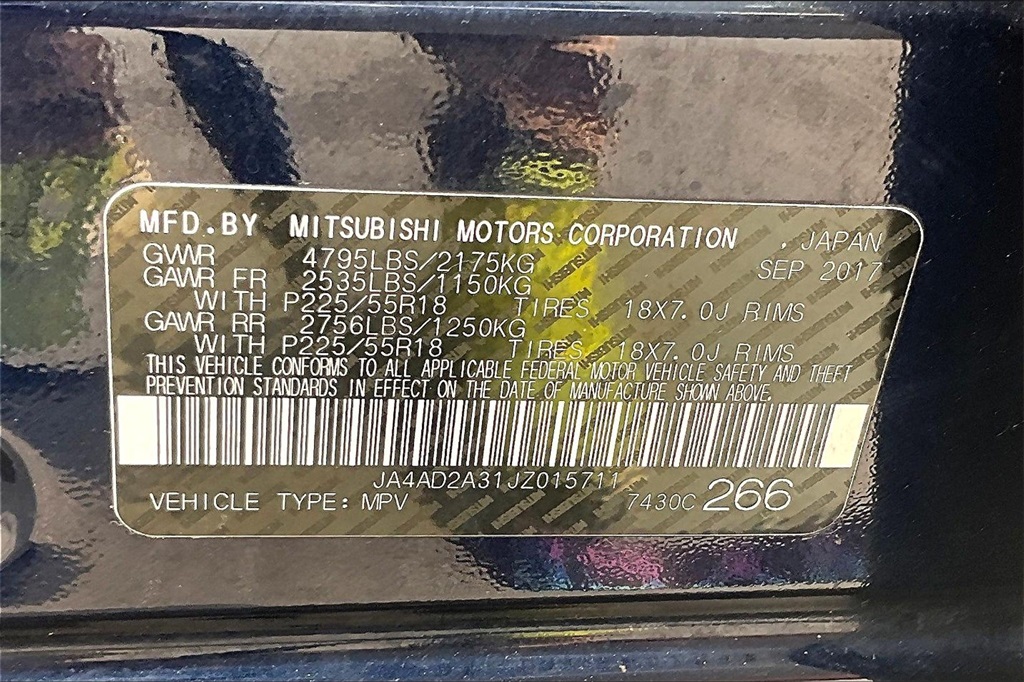 MFD.BY MITSUBISHI MOTORS CORPORATION , JAPAN
GVWR 4795LBS/2175KG SEP 2017
GAWR FR 2535LBS/1150KG
WITH P225/55R18 TIRES, 18X7.0J RIMS
GAWR RR 2756LBS/1250KG
WITH P225/55R18 TIRES, 18X7.0J RIMS
THIS VEHICLE CONFORMS TO ALL APPLICABLE FEDERAL MOTOR VEHICLE SAFETY AND THEFT
PREVENTION STANDARDS IN EFFECT ON THE DATE OF MANUFACTURE SHOWN ABOVE.
JA4AD2A31JZ015711
VEHICLE TYPE: MPV 7430C 266